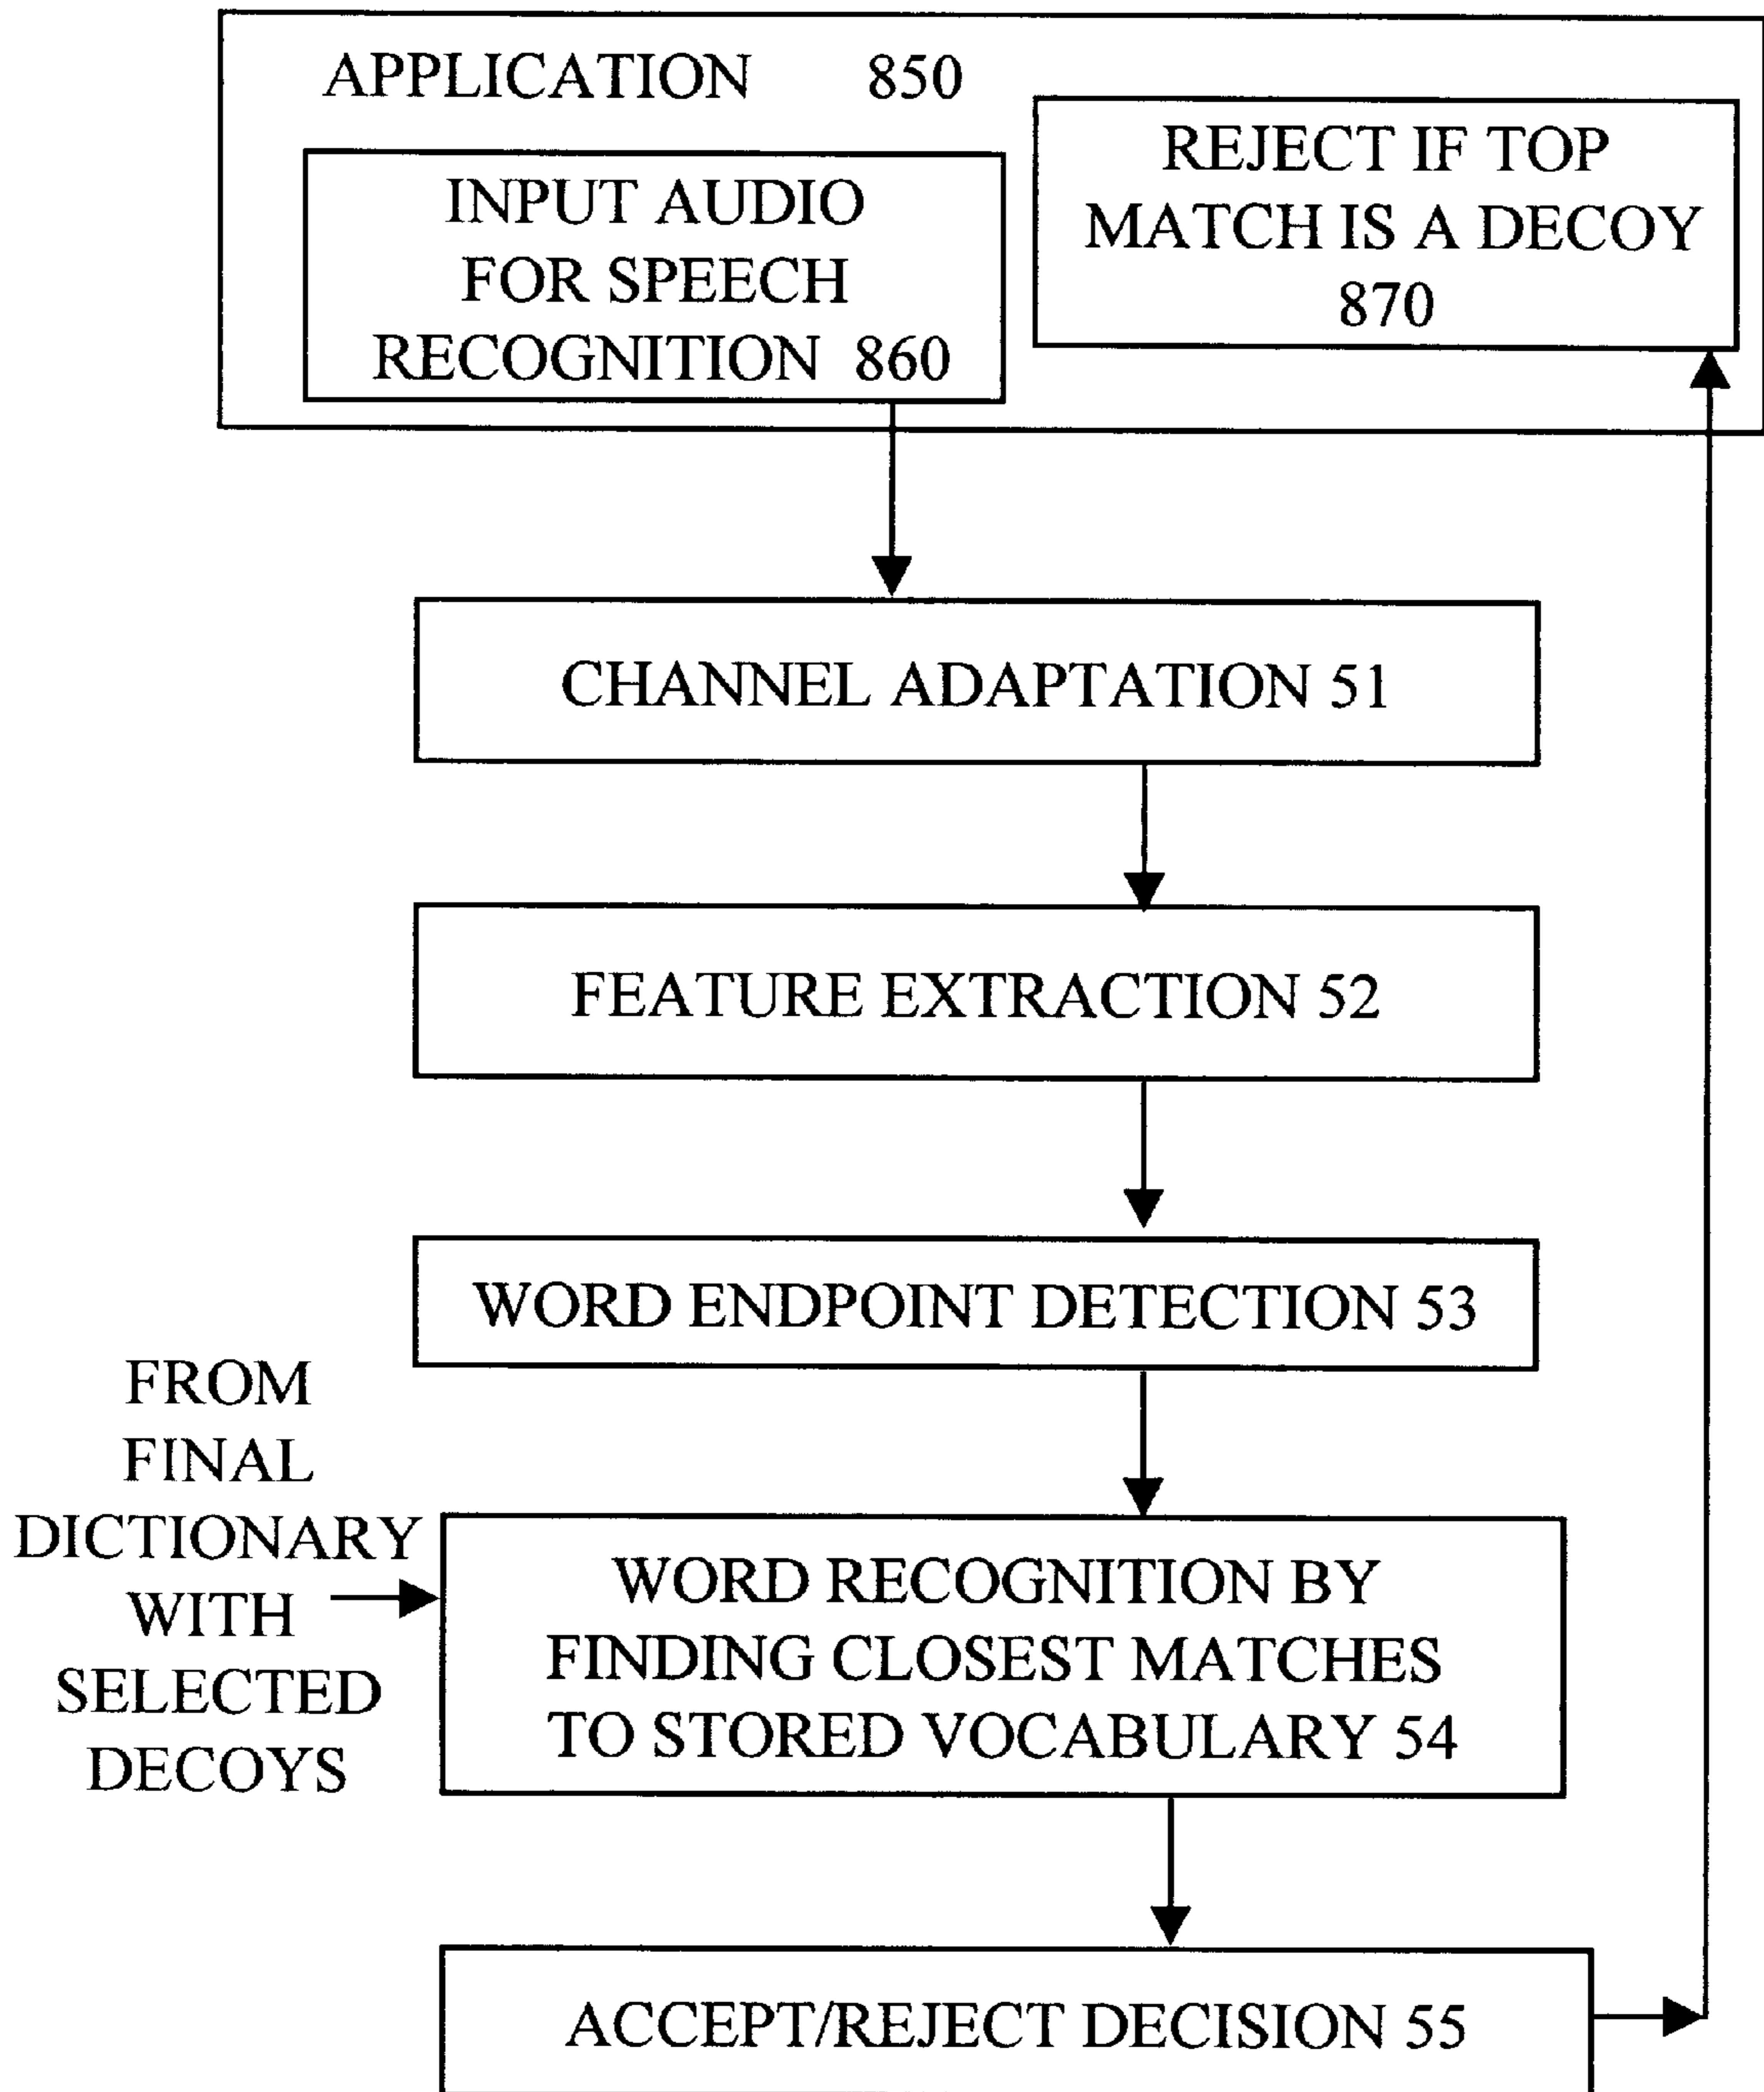 APPLICATION 850
INPUT AUDIO
FOR SPEECH
RECOGNITION 860
REJECT IF TOP
MATCH IS A DECOY
870
CHANNEL ADAPTATION 51
FEATURE EXTRACTION 52
WORD ENDPOINT DETECTION 53
FROM
FINAL
DICTIONARY
WITH
SELECTED
DECOYS
WORD RECOGNITION BY
FINDING CLOSEST MATCHES
TO STORED VOCABULARY 54
ACCEPT/REJECT DECISION 55